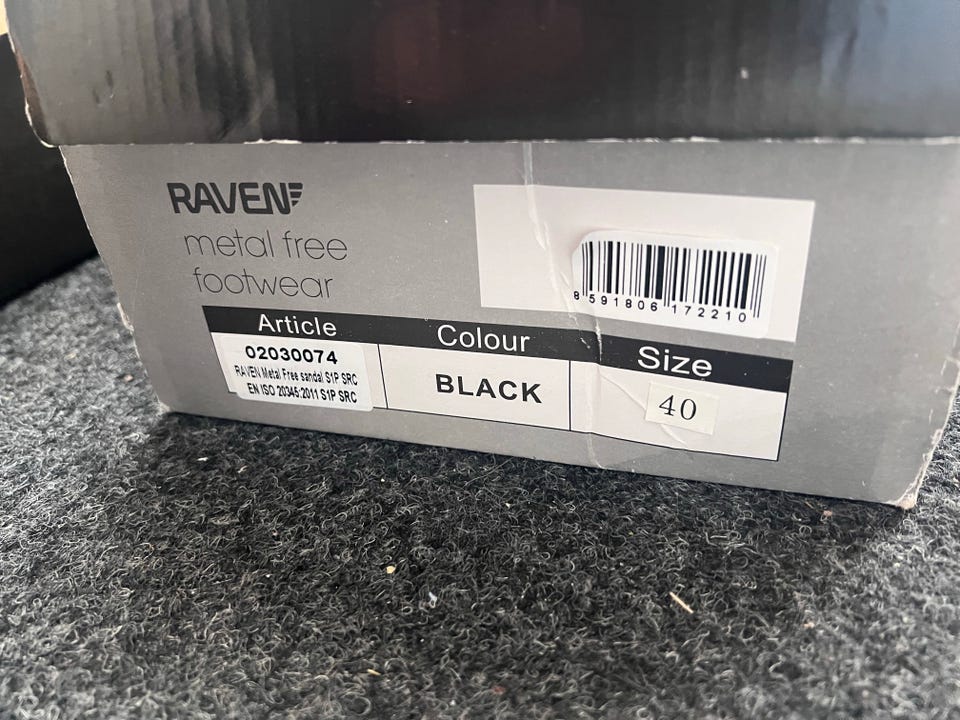 RAVEN
metal free
footwear
8 591806 172210
Article
Colour
Size
02030074
RAVEN Metal Free sandal S1P SRC
EN ISO 20345:2011 S1P SRC
BLACK
40